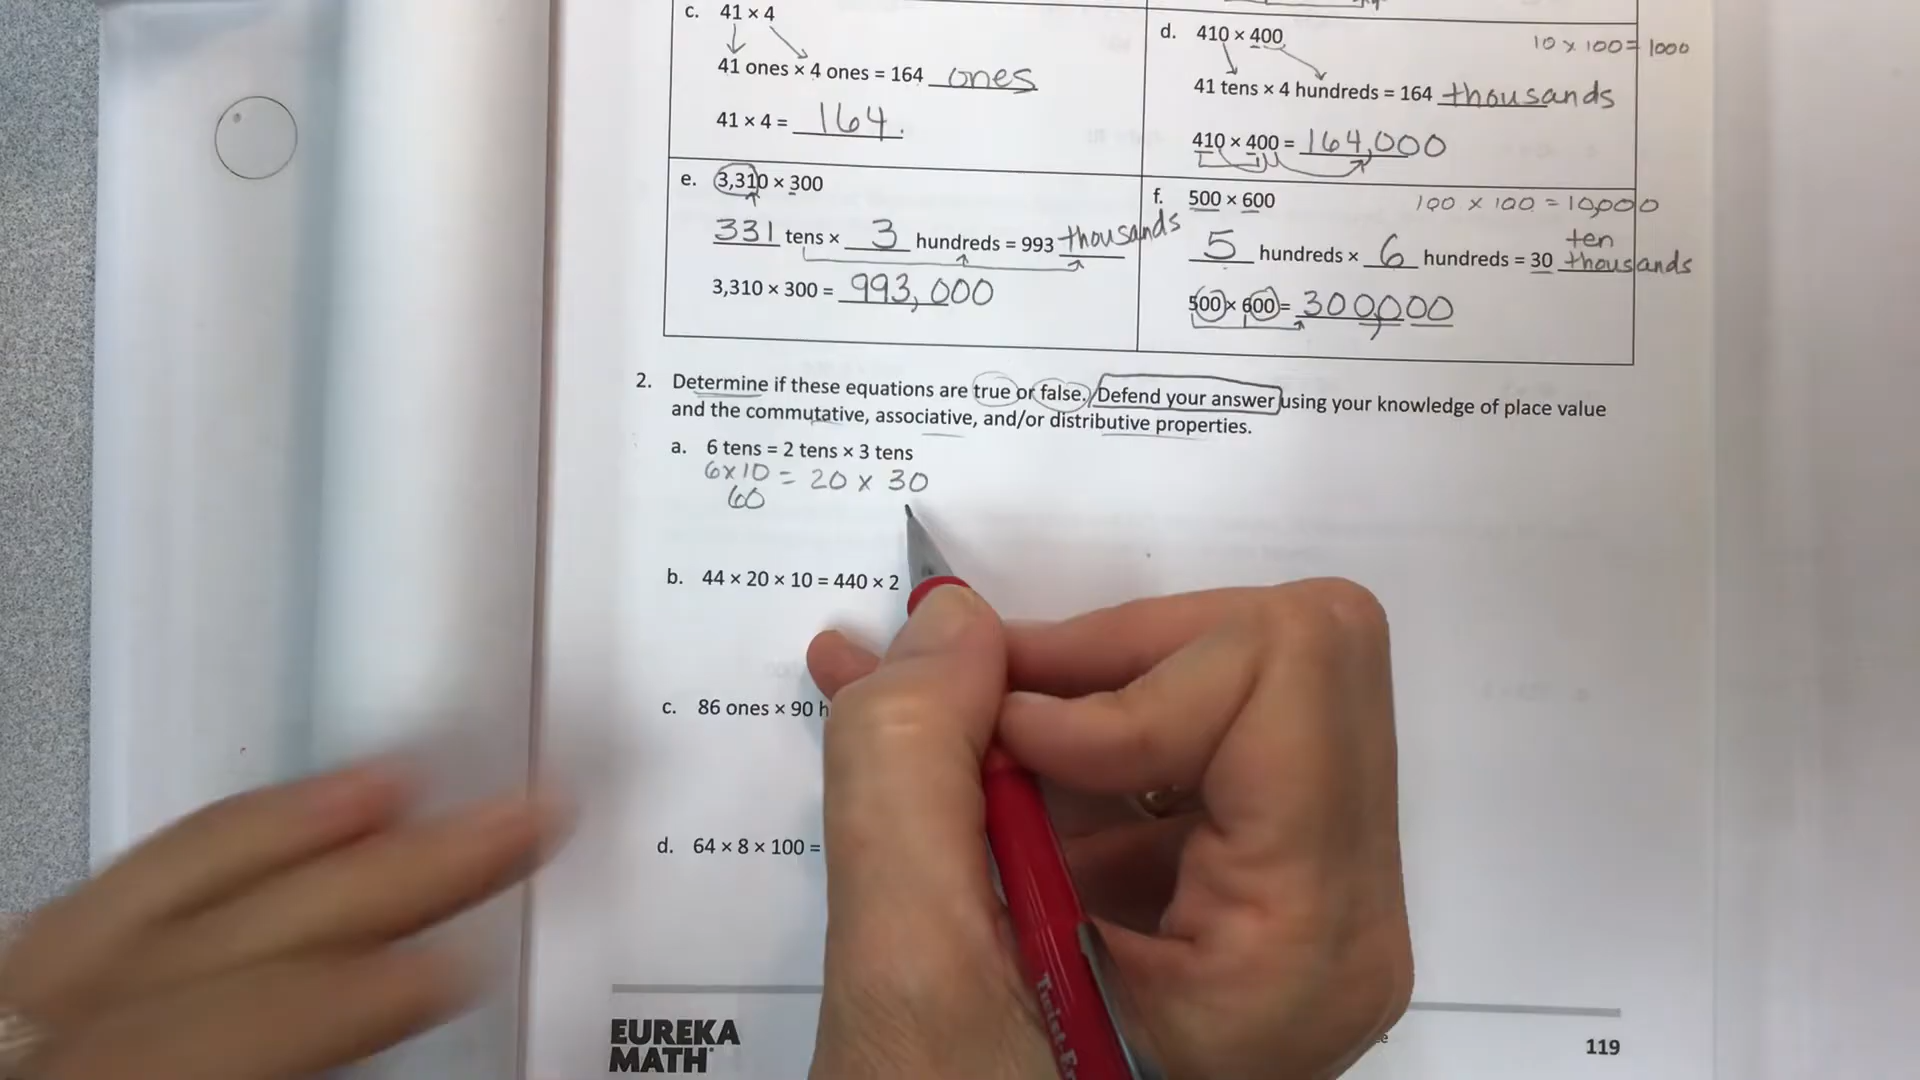 c. 41 × 4
41 ones × 4 ones = 164 ones
41 × 4 = 164.
d. 410 × 400
10 x 100 = 1000
41 tens × 4 hundreds = 164 thousands
410 × 400 = 164,000
e. 3,310 × 300
331 tens × 3 hundreds = 993 thousands
3,310 × 300 = 993,000
f. 500 × 600
100 x 100 = 10,000
5 hundreds × 6 hundreds = 30 ten thousands
500 × 600 = 300,000
2. Determine if these equations are true or false. Defend your answer using your knowledge of place value
and the commutative, associative, and/or distributive properties.
a. 6 tens = 2 tens × 3 tens
6x10 = 20 x 30
60
b. 44 × 20 × 10 = 440 × 2
c. 86 ones × 90 h
d. 64 × 8 × 100 =
EUREKA
MATH
119